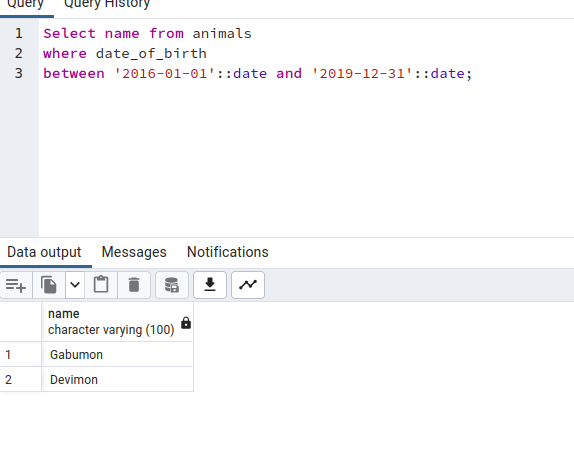 Query Query History
1 Select name from animals
2 where date_of_birth
3 between '2016-01-01'::date and '2019-12-31'::date;
Data output Messages Notifications
name
character varying (100)
1 Gabumon
2 Devimon